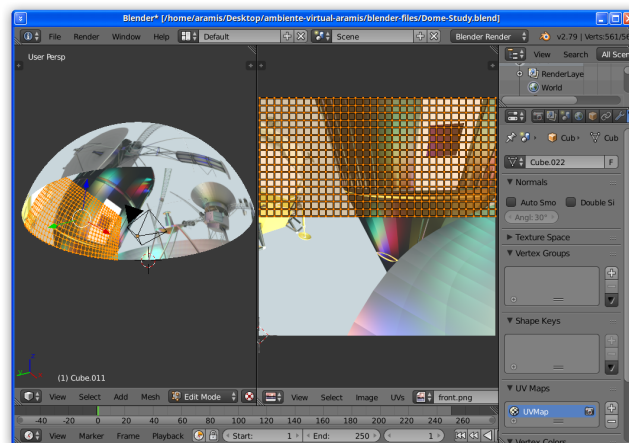 Blender* [/home/aramis/Desktop/ambiente-virtual-aramis/blender-files/Dome-Study.blend]
File Render Window Help Default Scene Blender Render v2.79 | Verts:561/56
User Persp
View Search All Scen
RenderLaye
World
Cub Cub
Cube.022 F
Normals
Auto Smo Double Si
Angl: 30°
Texture Space
Vertex Groups
Shape Keys
UV Maps
UVMap
Vertex Colors
z
y
(1) Cube.011
View Select Add Mesh Edit Mode View Select Image UVs front.png
-40 -20 0 20 40 60 80 100 120 140 160 180 200 220 240 260
View Marker Frame Playback Start: 1 End: 250 1